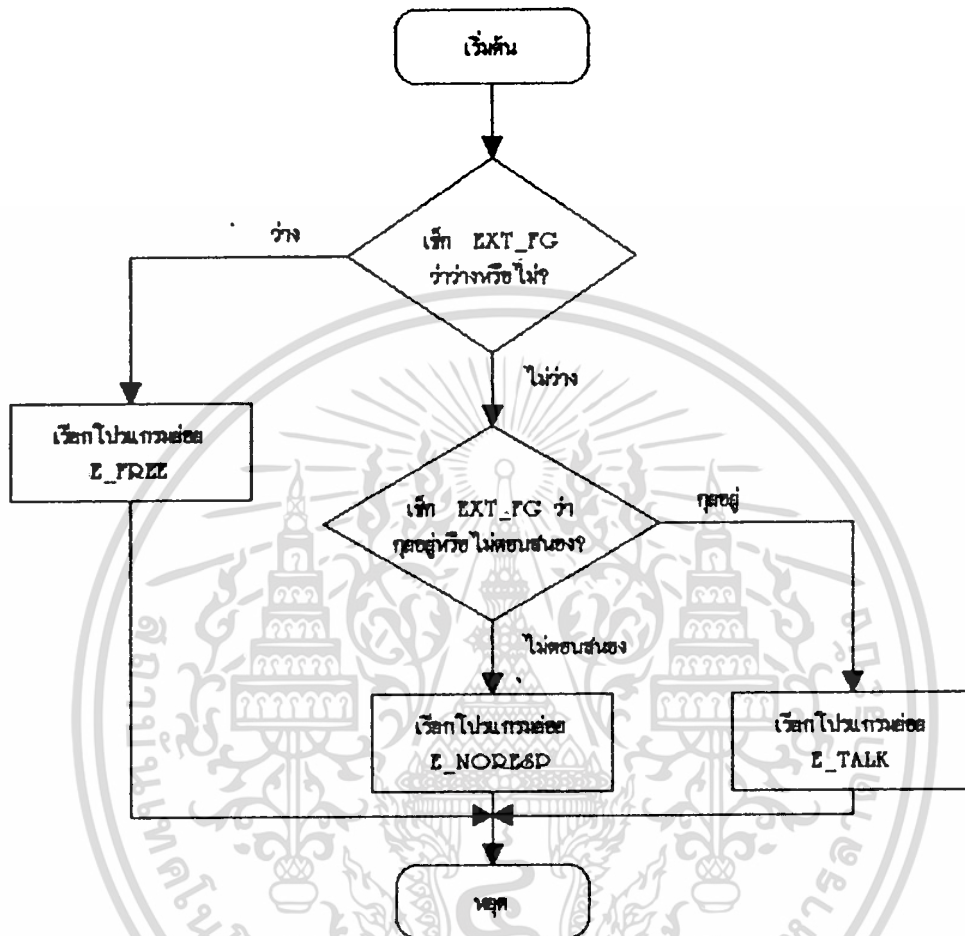 เริ่มต้น
เช็ก EXT_FG
ว่าว่างหรือไม่?
ว่าง
ไม่ว่าง
เรียกโปรแกรมย่อย
E_FREE
เช็ก EXT_FG ว่า
คุยอยู่หรือไม่ตอบสนอง?
คุยอยู่
ไม่ตอบสนอง
เรียกโปรแกรมย่อย
E_NORESP
เรียกโปรแกรมย่อย
E_TALK
หยุด